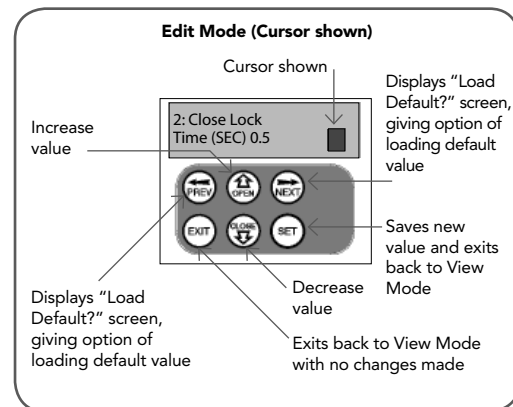 Edit Mode (Cursor shown)
Cursor shown
Displays “Load
Default?” screen,
giving option of
loading default
value
Increase
value
2: Close Lock
Time (SEC) 0.5
PREV
OPEN
NEXT
EXIT
CLOSE
SET
Saves new
value and exits
back to View
Mode
Decrease
value
Displays “Load
Default?” screen,
giving option of
loading default value
Exits back to View Mode
with no changes made